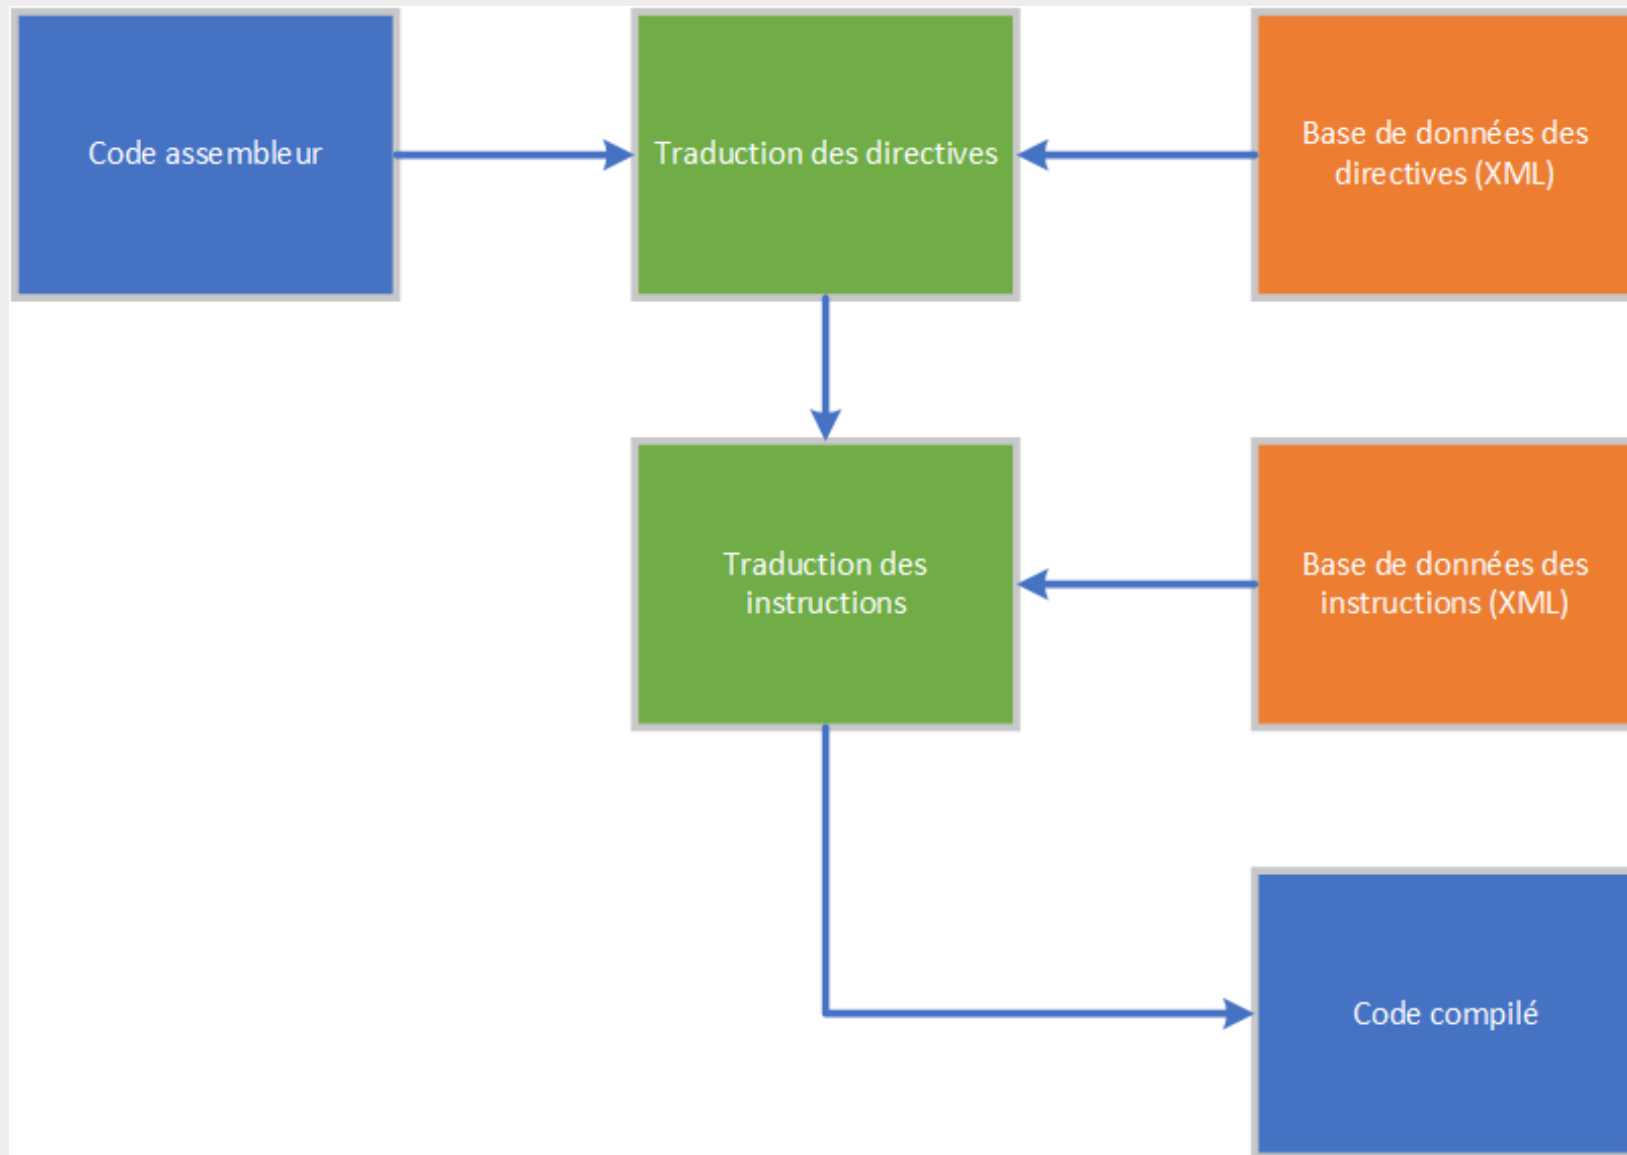 Code assembleur
Traduction des directives
Base de données des
directives (XML)
Traduction des
instructions
Base de données des
instructions (XML)
Code compilé